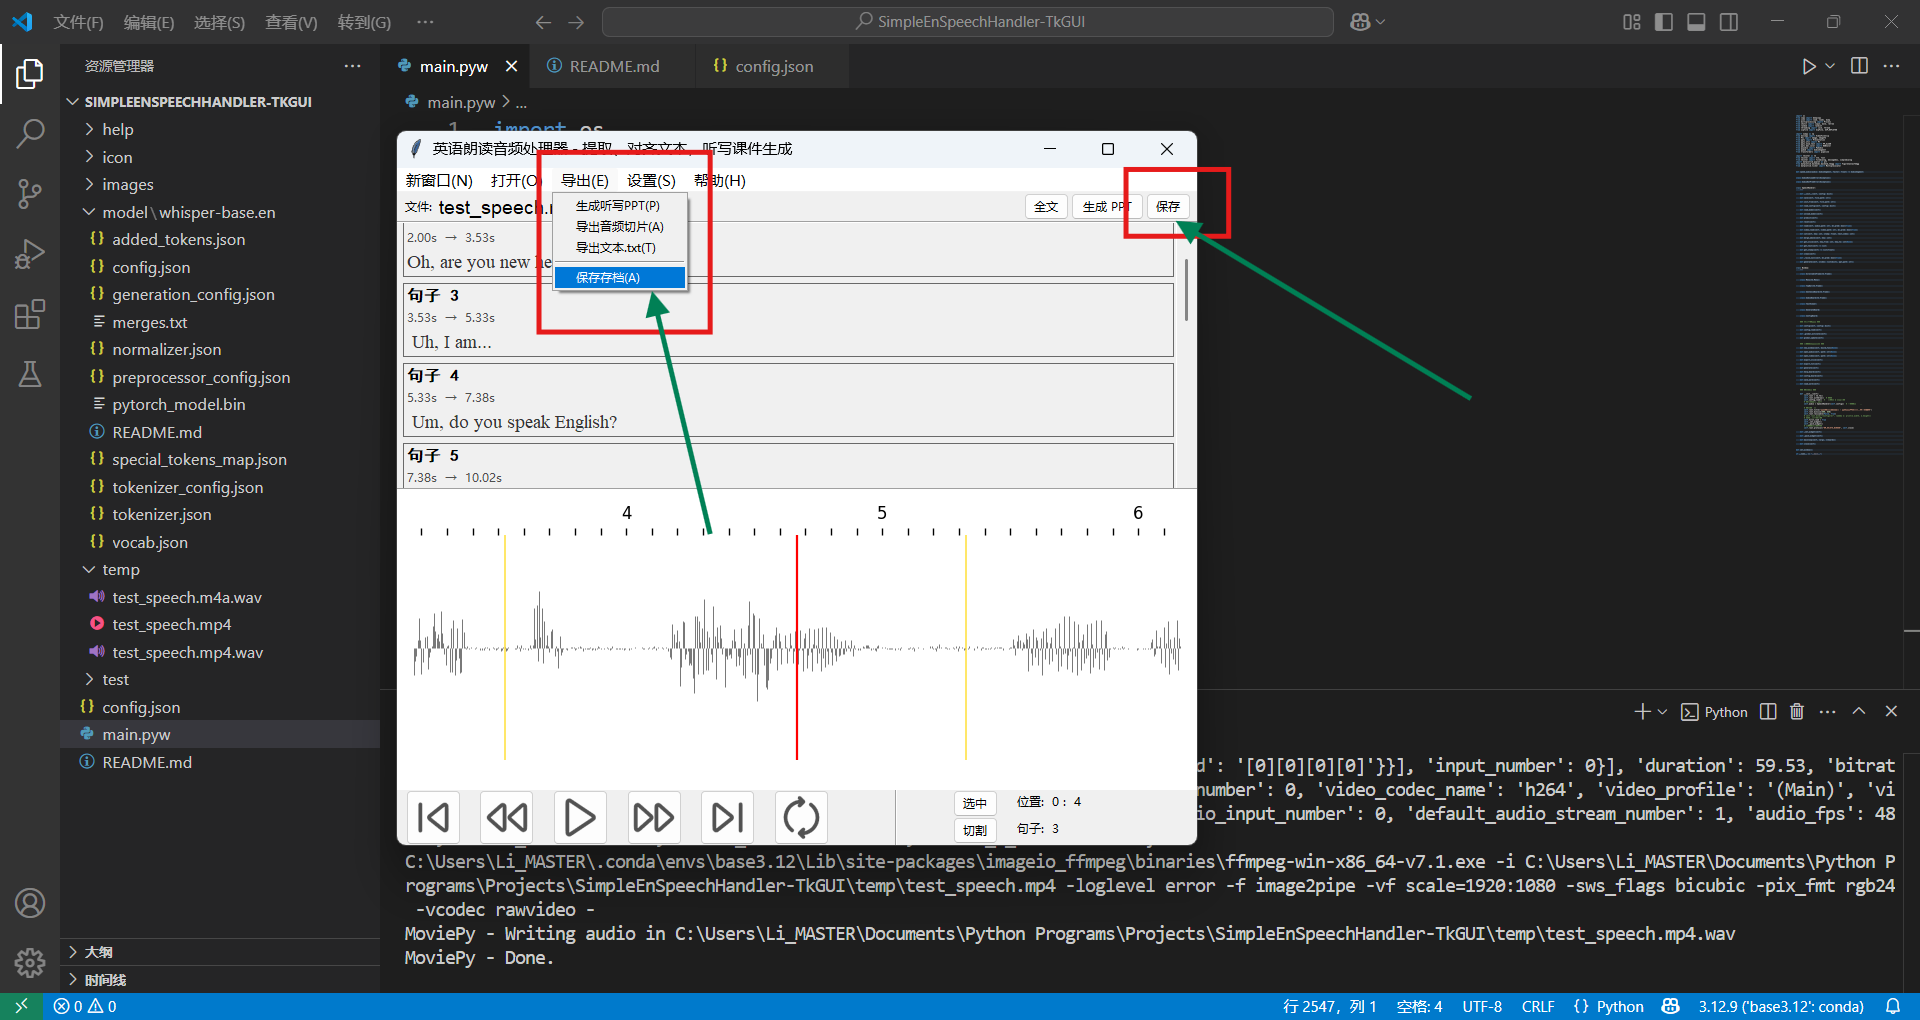 文件(F) 编辑(E) 选择(S) 查看(V) 转到(G) ···
SimpleEnSpeechHandler-TkGUI
资源管理器
SIMPLEENSPEECHHANDLER-TKGUI
help
icon
images
model\whisper-base.en
added_tokens.json
config.json
generation_config.json
merges.txt
normalizer.json
preprocessor_config.json
pytorch_model.bin
README.md
special_tokens_map.json
tokenizer_config.json
tokenizer.json
vocab.json
temp
test_speech.m4a.wav
test_speech.mp4
test_speech.mp4.wav
test
config.json
main.pyw
README.md
大纲
时间线
main.pyw README.md config.json
main.pyw > ...
1 import os
英语朗读音频处理器 - 提取，对齐文本，听写课件生成
新窗口(N) 打开(O) 导出(E) 设置(S) 帮助(H)
文件: test_speech. 全文 生成 PPT 保存
生成听写PPT(P)
导出音频切片(A)
导出文本.txt(T)
保存存档(A)
2.00s → 3.53s
Oh, are you new he
句子 3
3.53s → 5.33s
Uh, I am...
句子 4
5.33s → 7.38s
Um, do you speak English?
句子 5
7.38s → 10.02s
4 5 6
选中 位置: 0 : 4
切割 句子: 3
Python
d': '[0][0][0][0]'}}], 'input_number': 0}], 'duration': 59.53, 'bitrat
number': 0, 'video_codec_name': 'h264', 'video_profile': '(Main)', 'vi
io_input_number': 0, 'default_audio_stream_number': 1, 'audio_fps': 48
C:\Users\Li_MASTER\.conda\envs\base3.12\Lib\site-packages\imageio_ffmpeg\binaries\ffmpeg-win-x86_64-v7.1.exe -i C:\Users\Li_MASTER\Documents\Python P
rograms\Projects\SimpleEnSpeechHandler-TkGUI\temp\test_speech.mp4 -loglevel error -f image2pipe -vf scale=1920:1080 -sws_flags bicubic -pix_fmt rgb24
-vcodec rawvideo -
MoviePy - Writing audio in C:\Users\Li_MASTER\Documents\Python Programs\Projects\SimpleEnSpeechHandler-TkGUI\temp\test_speech.mp4.wav
MoviePy - Done.
0 0 行 2547，列 1 空格: 4 UTF-8 CRLF {} Python 3.12.9 ('base3.12': conda)